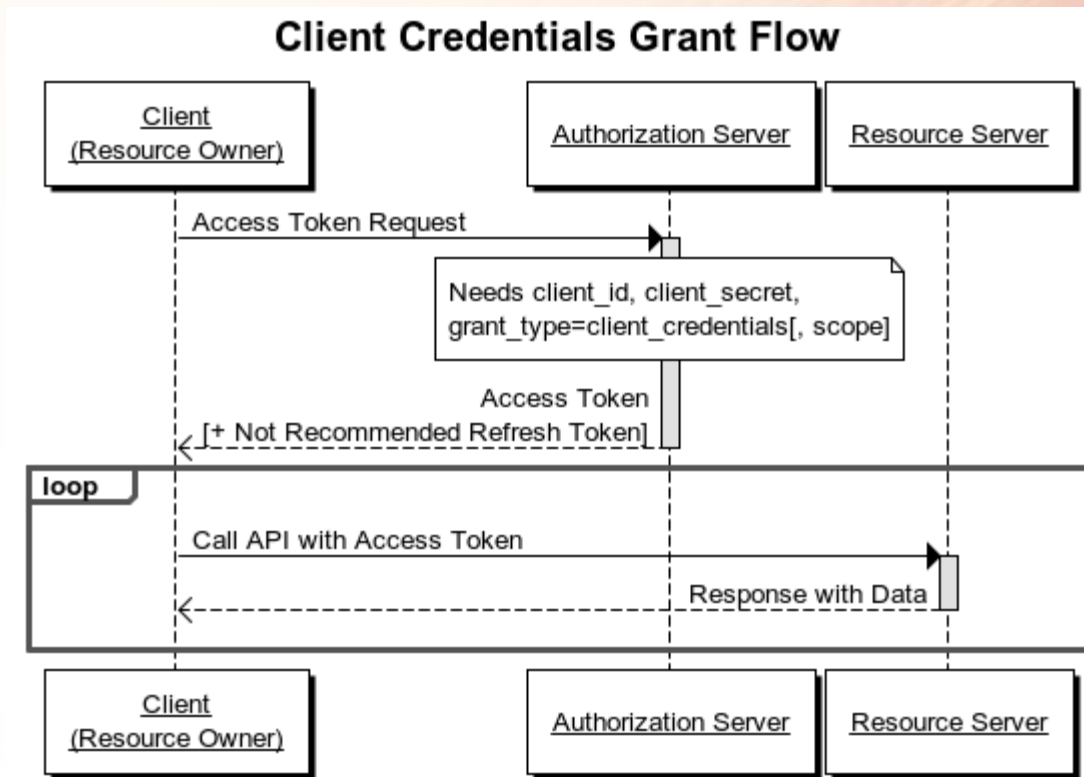 Client Credentials Grant Flow
Client
(Resource Owner)
Authorization Server
Resource Server
Access Token Request
Needs client_id, client_secret,
grant_type=client_credentials[, scope]
Access Token
[+ Not Recommended Refresh Token]
loop
Call API with Access Token
Response with Data
Client
(Resource Owner)
Authorization Server
Resource Server